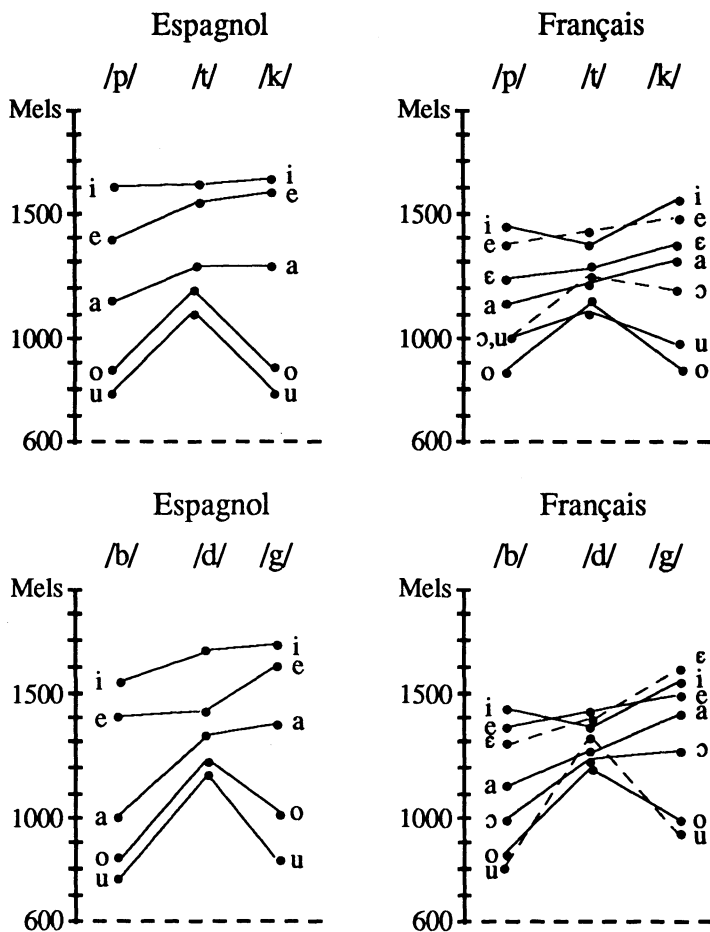 Espagnol Français
/p/ /t/ /k/ /p/ /t/ /k/
Mels Mels
i i i i
e e e
1500 1500
e ɛ ɛ
a a a a
ɔ
1000 1000
ɔ,u u
o o o o
u u
600 600
Espagnol Français
/b/ /d/ /g/ /b/ /d/ /g/
Mels Mels
ɛ
i i i i
e e
1500 1500
e e
ɛ
a a
a ɔ
1000 1000
a ɔ
o o o o
u u
u u
600 600